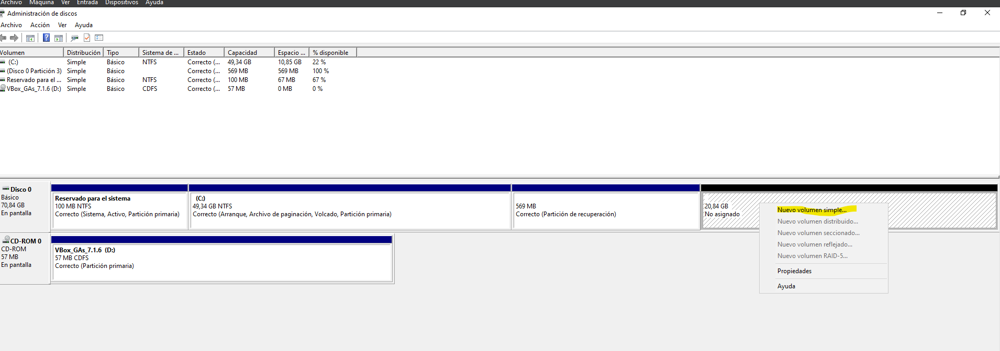 Archivo Máquina Ver Entrada Dispositivos Ayuda
Administración de discos
Archivo Acción Ver Ayuda
Volumen Distribución Tipo Sistema de ... Estado Capacidad Espacio ... % disponible
(C:) Simple Básico NTFS Correcto (... 49,34 GB 10,85 GB 22 %
(Disco 0 Partición 3) Simple Básico Correcto (... 569 MB 569 MB 100 %
Reservado para el ... Simple Básico NTFS Correcto (... 100 MB 67 MB 67 %
VBox_GAs_7.1.6 (D:) Simple Básico CDFS Correcto (... 57 MB 0 MB 0 %
Disco 0
Básico
70,84 GB
En pantalla
Reservado para el sistema
100 MB NTFS
Correcto (Sistema, Activo, Partición primaria)
(C:)
49,34 GB NTFS
Correcto (Arranque, Archivo de paginación, Volcado, Partición primaria)
569 MB
Correcto (Partición de recuperación)
20,84 GB
No asignado
Nuevo volumen simple...
Nuevo volumen distribuido...
Nuevo volumen seccionado...
Nuevo volumen reflejado...
Nuevo volumen RAID-5...
Propiedades
Ayuda
CD-ROM 0
CD-ROM
57 MB
En pantalla
VBox_GAs_7.1.6 (D:)
57 MB CDFS
Correcto (Partición primaria)